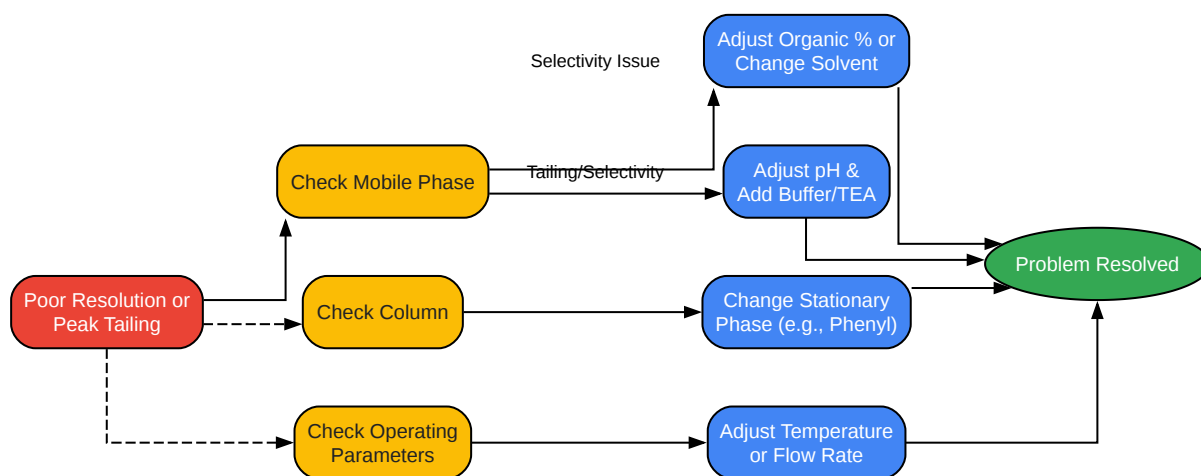 Adjust Organic % or
Change Solvent
Selectivity Issue
Tailing/Selectivity
Check Mobile Phase
Adjust pH &
Add Buffer/TEA
Problem Resolved
Poor Resolution or
Peak Tailing
Check Column
Change Stationary
Phase (e.g., Phenyl)
Check Operating
Parameters
Adjust Temperature
or Flow Rate